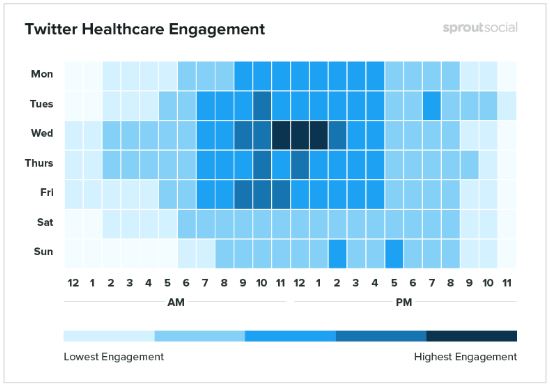 Twitter Healthcare Engagement
sproutsocial
Mon
Tues
Wed
Thurs
Fri
Sat
Sun
12 1 2 3 4 5 6 7 8 9 10 11 12 1 2 3 4 5 6 7 8 9 10 11
AM PM
Lowest Engagement Highest Engagement